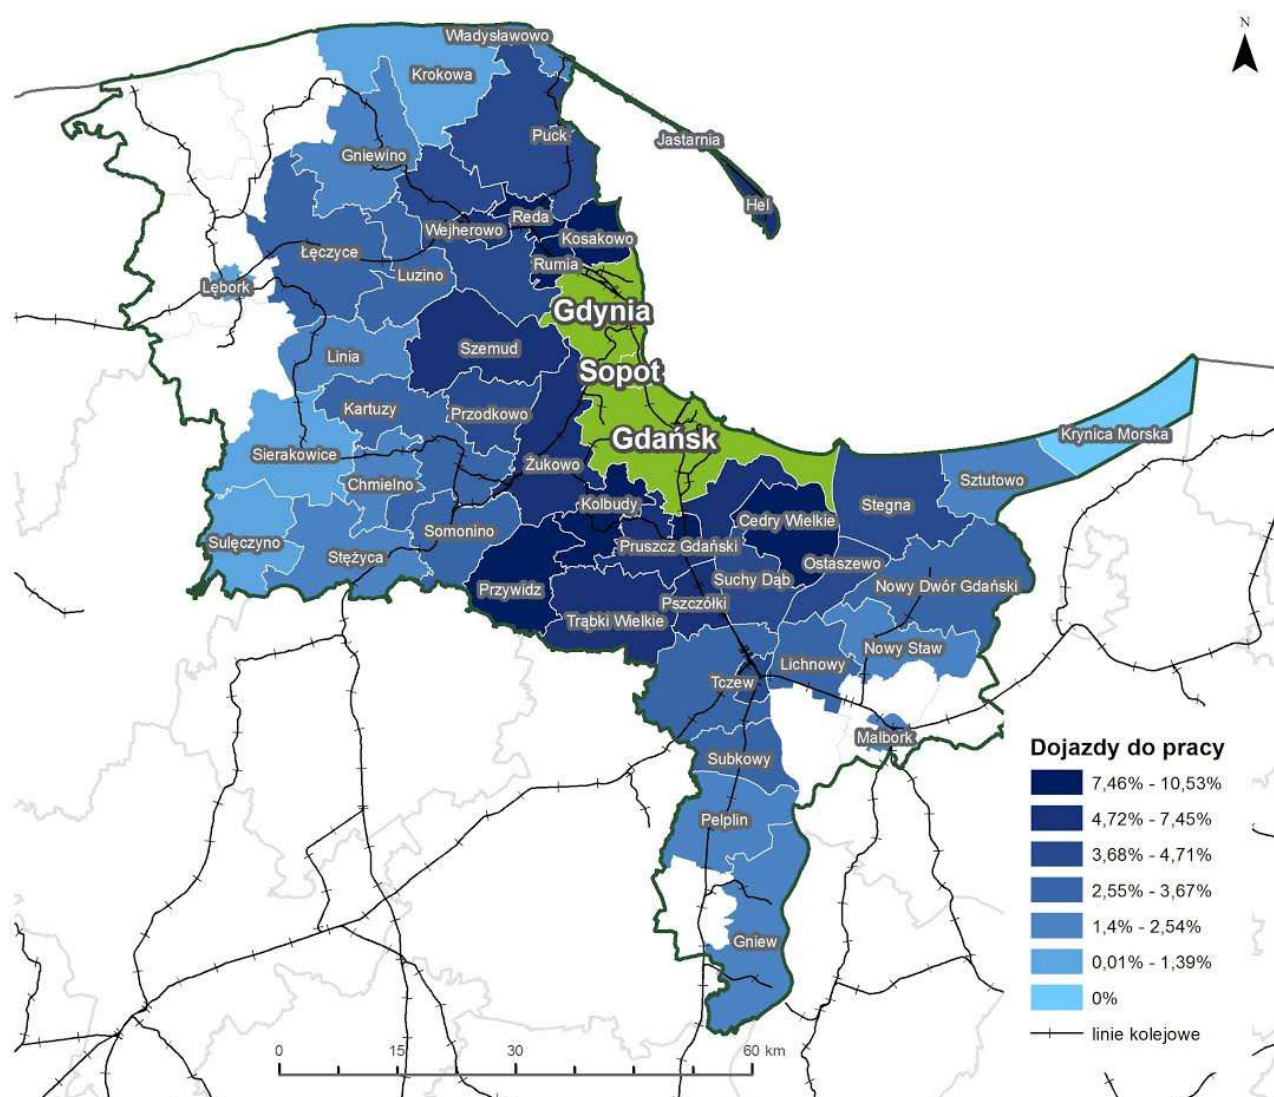 N
Władysławowo
Krokowa
Puck
Jastarnia
Gniewino
Hel
Reda
Wejherowo
Kosakowo
Łęczyce
Rumia
Luzino
Lębork
Gdynia
Szemud
Linia
Sopot
Kartuzy
Przodkowo
Gdańsk
Krynica Morska
Sierakowice
Żukowo
Chmielno
Sztutowo
Kolbudy
Stegna
Cedry Wielkie
Somonino
Sulęczyno
Pruszcz Gdański
Stężyca
Ostaszewo
Suchy Dąb
Nowy Dwór Gdański
Przywidz
Pszczółki
Trąbki Wielkie
Nowy Staw
Lichnowy
Tczew
Malbork
Subkowy
Pelplin
Gniew
Dojazdy do pracy
7,46% - 10,53%
4,72% - 7,45%
3,68% - 4,71%
2,55% - 3,67%
1,4% - 2,54%
0,01% - 1,39%
0%
linie kolejowe
0 15 30 60 km